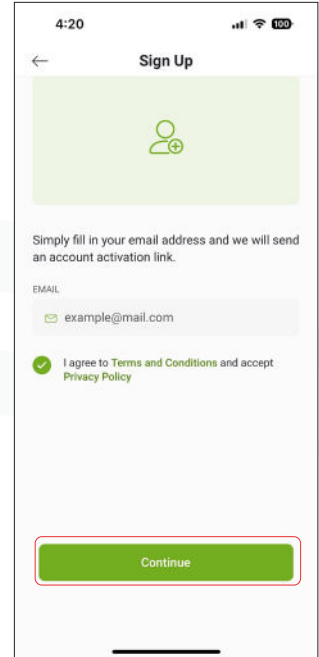 4:20
100
Sign Up
Simply fill in your email address and we will send
an account activation link.
EMAIL
example@mail.com
I agree to Terms and Conditions and accept
Privacy Policy
Continue